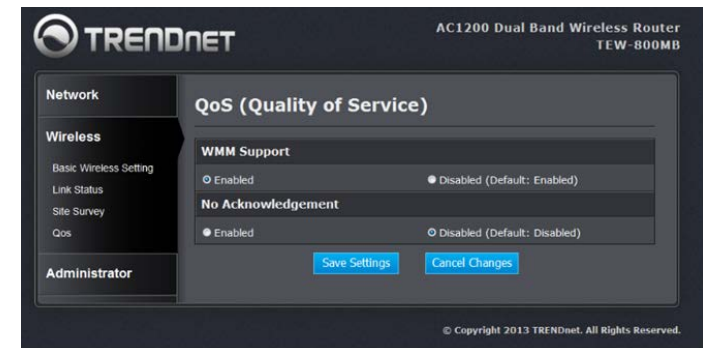 TRENDNET
AC1200 Dual Band Wireless Router
TEW-800MB
Network
Wireless
Basic Wireless Setting
Link Status
Site Survey
Qos
Administrator
QoS (Quality of Service)
WMM Support
Enabled
Disabled (Default: Enabled)
No Acknowledgement
Enabled
Disabled (Default: Disabled)
Save Settings
Cancel Changes
© Copyright 2013 TRENDnet. All Rights Reserved.